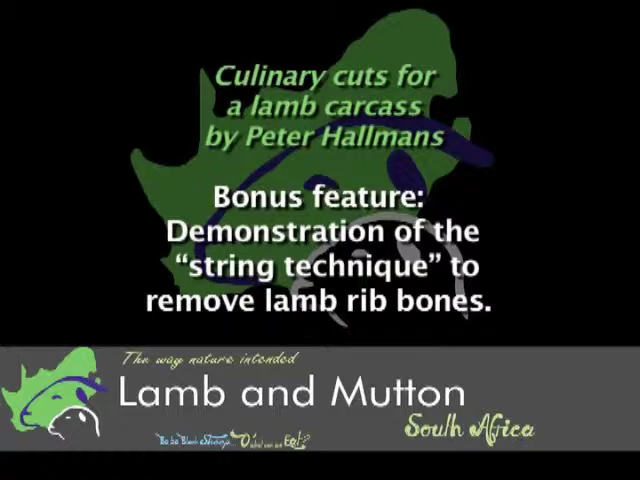 Culinary cuts for
a lamb carcass
by Peter Hallmans
Bonus feature:
Demonstration of the
“string technique” to
remove lamb rib bones.
The way nature intended
Lamb and Mutton
South Africa